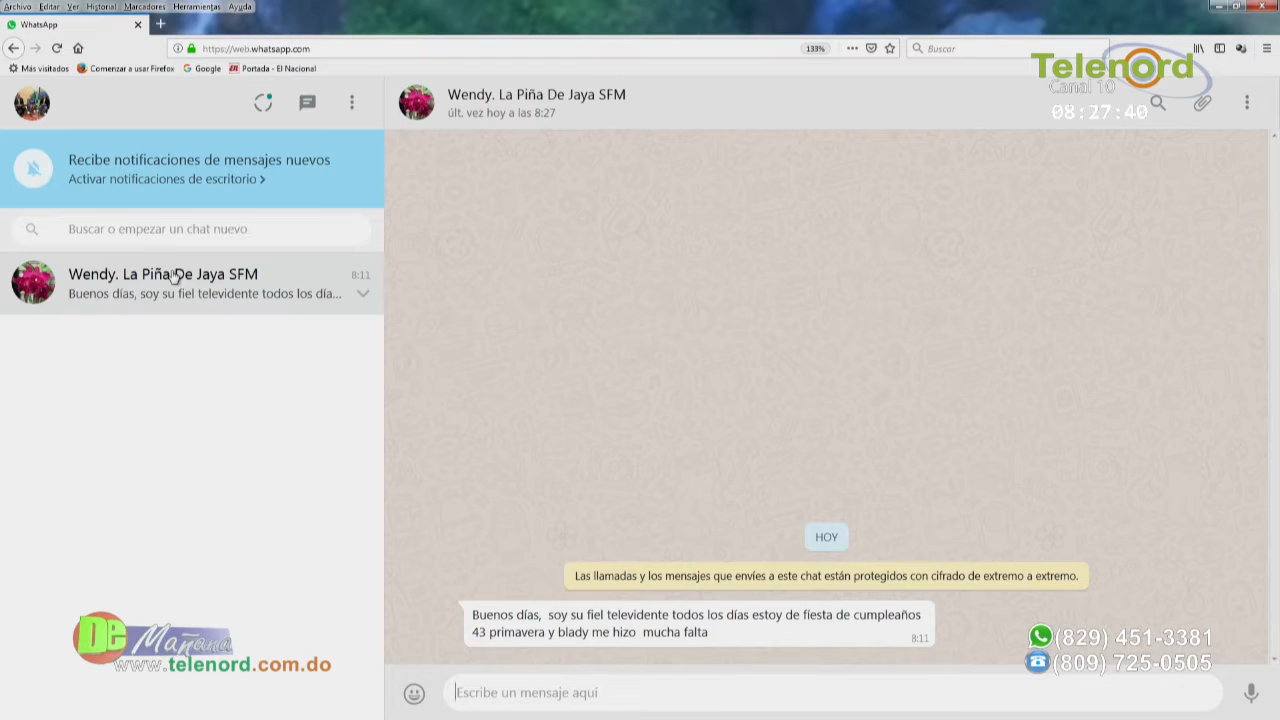 Archivo Editar Ver Historial Marcadores Herramientas Ayuda
WhatsApp
https://web.whatsapp.com
133%
Buscar
Más visitados
Comenzar a usar Firefox
Google
Portada - El Nacional
Telenord
Canal 10
08:27:40
Wendy. La Piña De Jaya SFM
últ. vez hoy a las 8:27
Recibe notificaciones de mensajes nuevos
Activar notificaciones de escritorio >
Buscar o empezar un chat nuevo
Wendy. La Piña De Jaya SFM
8:11
Buenos días, soy su fiel televidente todos los día...
HOY
Las llamadas y los mensajes que envíes a este chat están protegidos con cifrado de extremo a extremo.
Buenos días, soy su fiel televidente todos los días estoy de fiesta de cumpleaños
43 primavera y blady me hizo mucha falta
8:11
De Mañana
www.telenord.com.do
(829) 451-3381
(809) 725-0505
Escribe un mensaje aquí